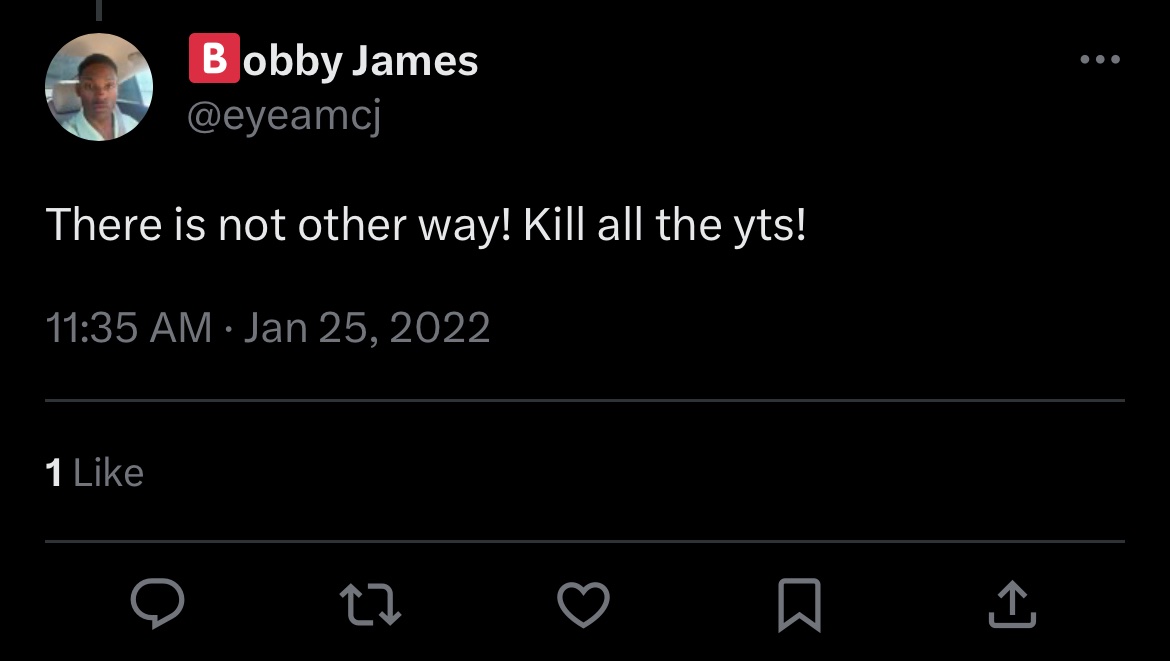 🅱️obby James
@eyeamcj
There is not other way! Kill all the yts!
11:35 AM · Jan 25, 2022
1 Like